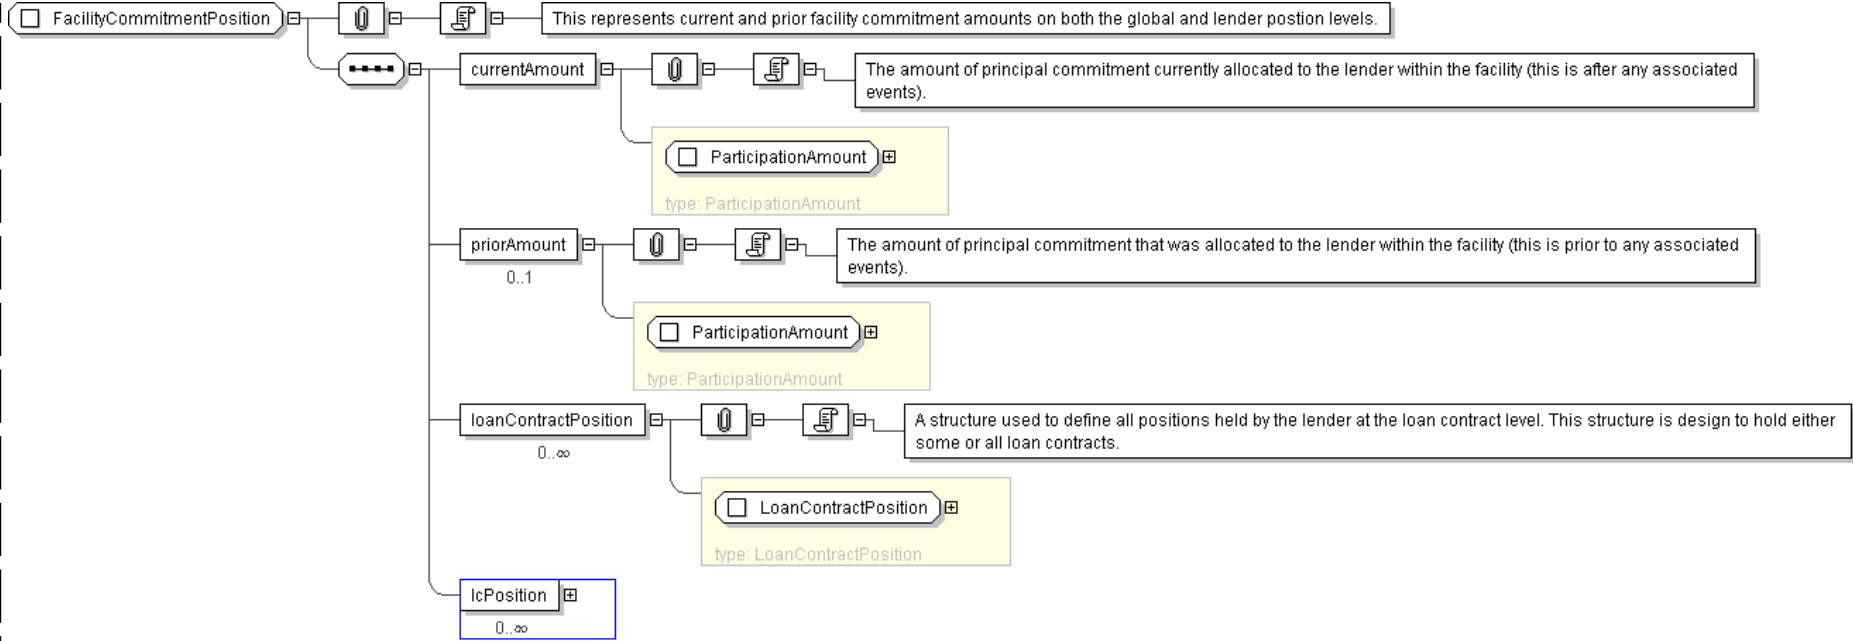 FacilityCommitmentPosition
This represents current and prior facility commitment amounts on both the global and lender postion levels.
currentAmount
The amount of principal commitment currently allocated to the lender within the facility (this is after any associated
events).
ParticipationAmount
type: ParticipationAmount
priorAmount
0..1
The amount of principal commitment that was allocated to the lender within the facility (this is prior to any associated
events).
ParticipationAmount
type: ParticipationAmount
loanContractPosition
0..∞
A structure used to define all positions held by the lender at the loan contract level. This structure is design to hold either
some or all loan contracts.
LoanContractPosition
type: LoanContractPosition
lcPosition
0..∞